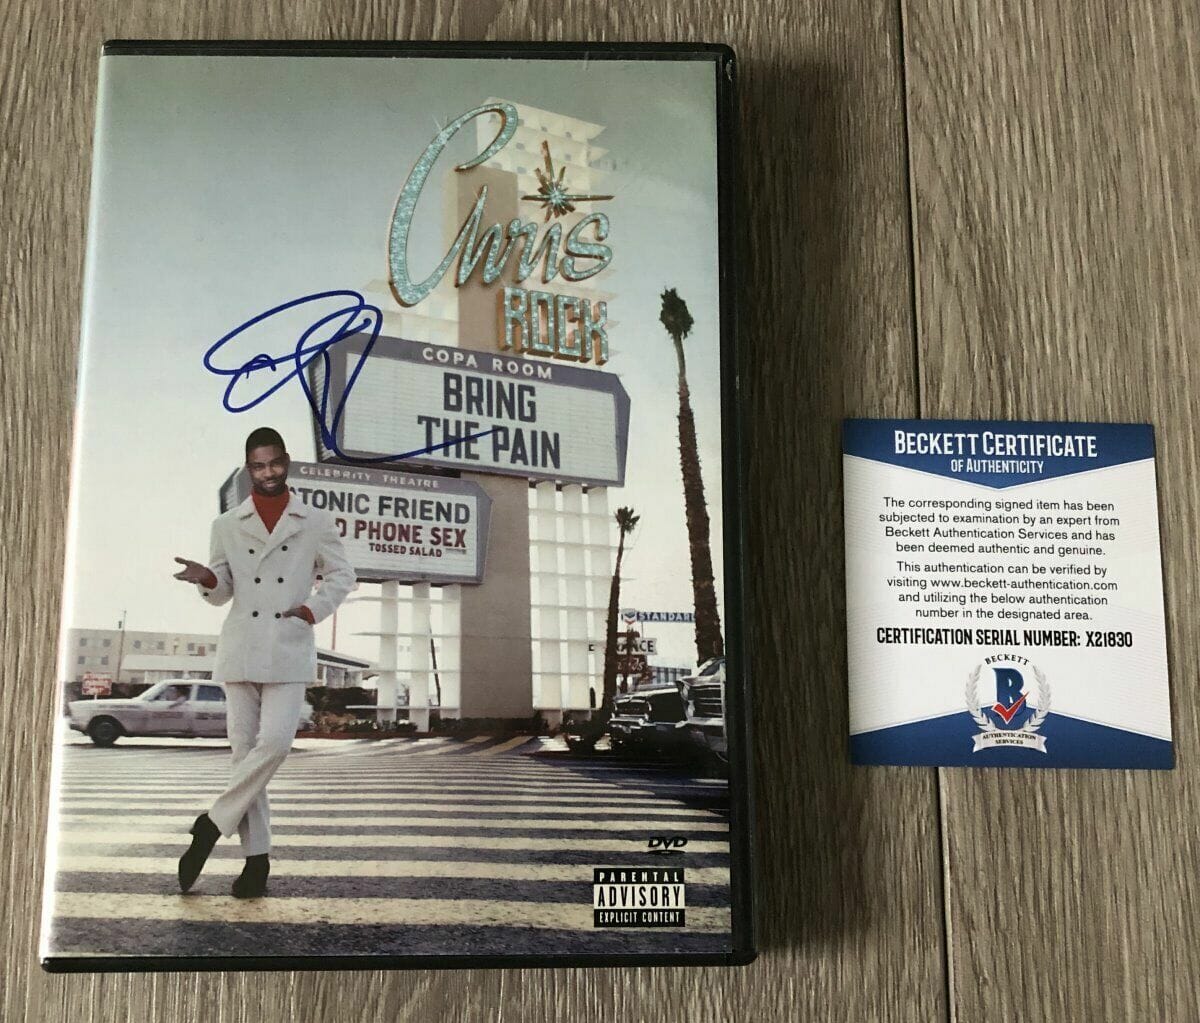 Chris
ROCK
COPA ROOM
BRING
THE PAIN
CELEBRITY THEATRE
TONIC FRIEND
D PHONE SEX
TOSSED SALAD
STANDARD
DVD
PARENTAL
ADVISORY
EXPLICIT CONTENT
BECKETT CERTIFICATE
OF AUTHENTICITY
The corresponding signed item has been
subjected to examination by an expert from
Beckett Authentication Services and has
been deemed authentic and genuine.
This authentication can be verified by
visiting www.beckett-authentication.com
and utilizing the below authentication
number in the designated area.
CERTIFICATION SERIAL NUMBER: X21830
BECKETT
B
AUTHENTICATION
SERVICES